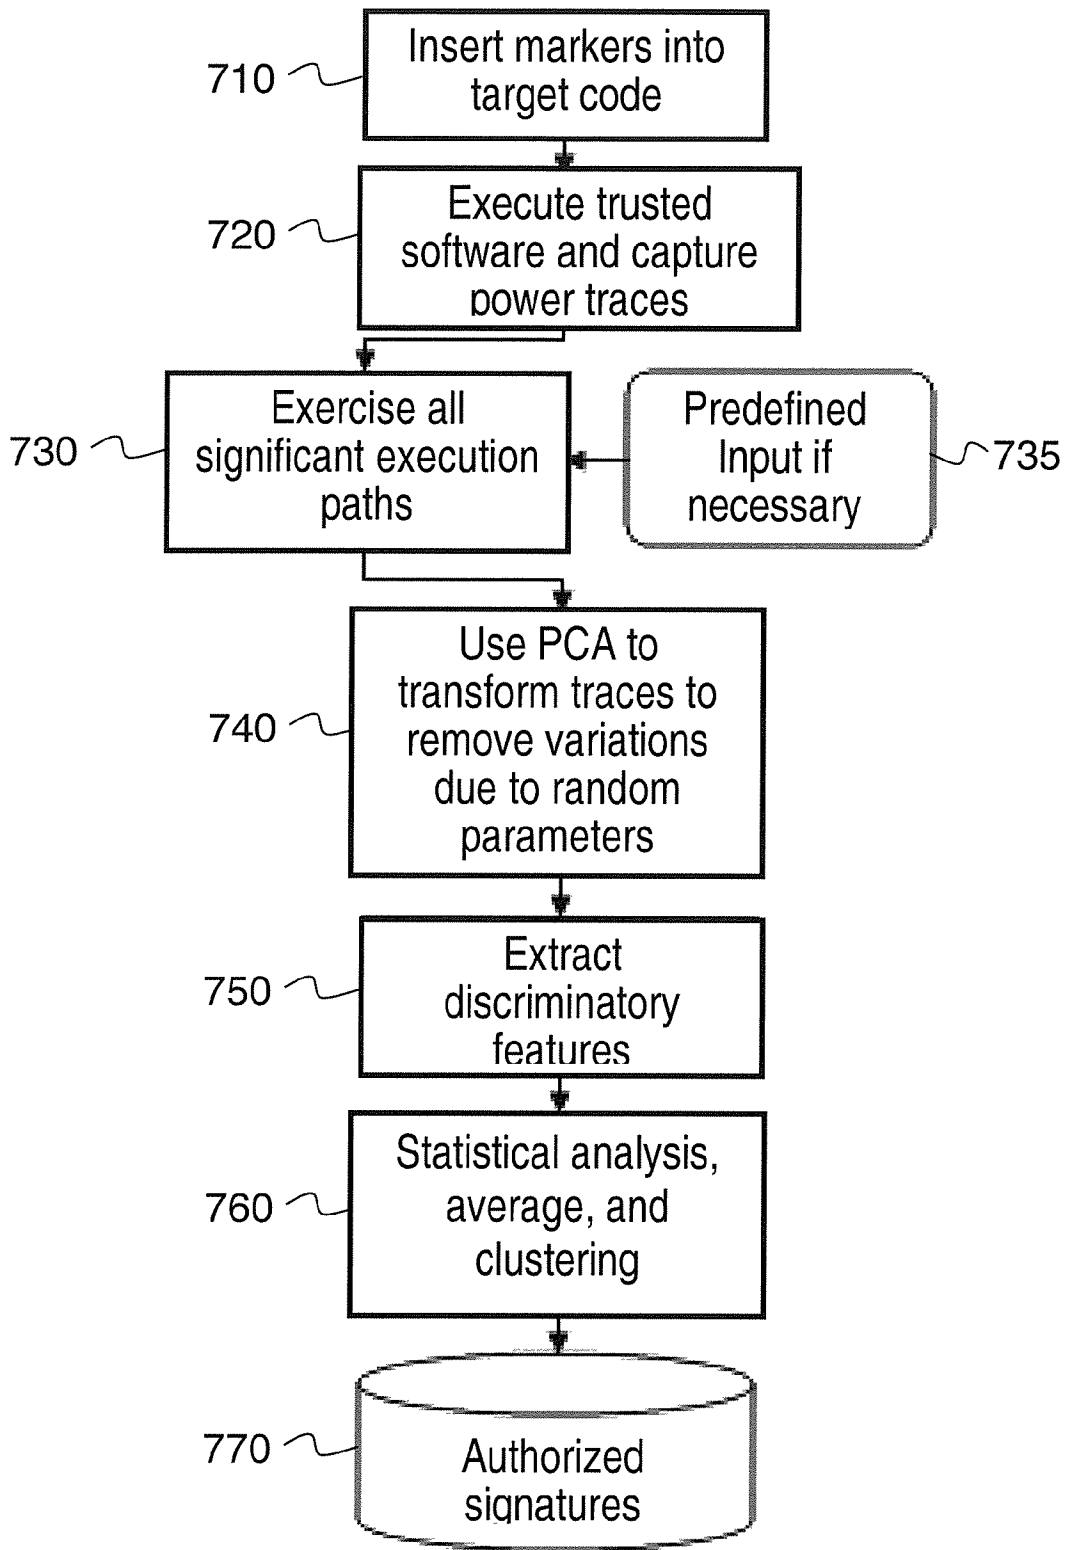 710
Insert markers into
target code
720
Execute trusted
software and capture
power traces
730
Exercise all
significant execution
paths
Predefined
Input if
necessary
735
740
Use PCA to
transform traces to
remove variations
due to random
parameters
750
Extract
discriminatory
features
760
Statistical analysis,
average, and
clustering
770
Authorized
signatures